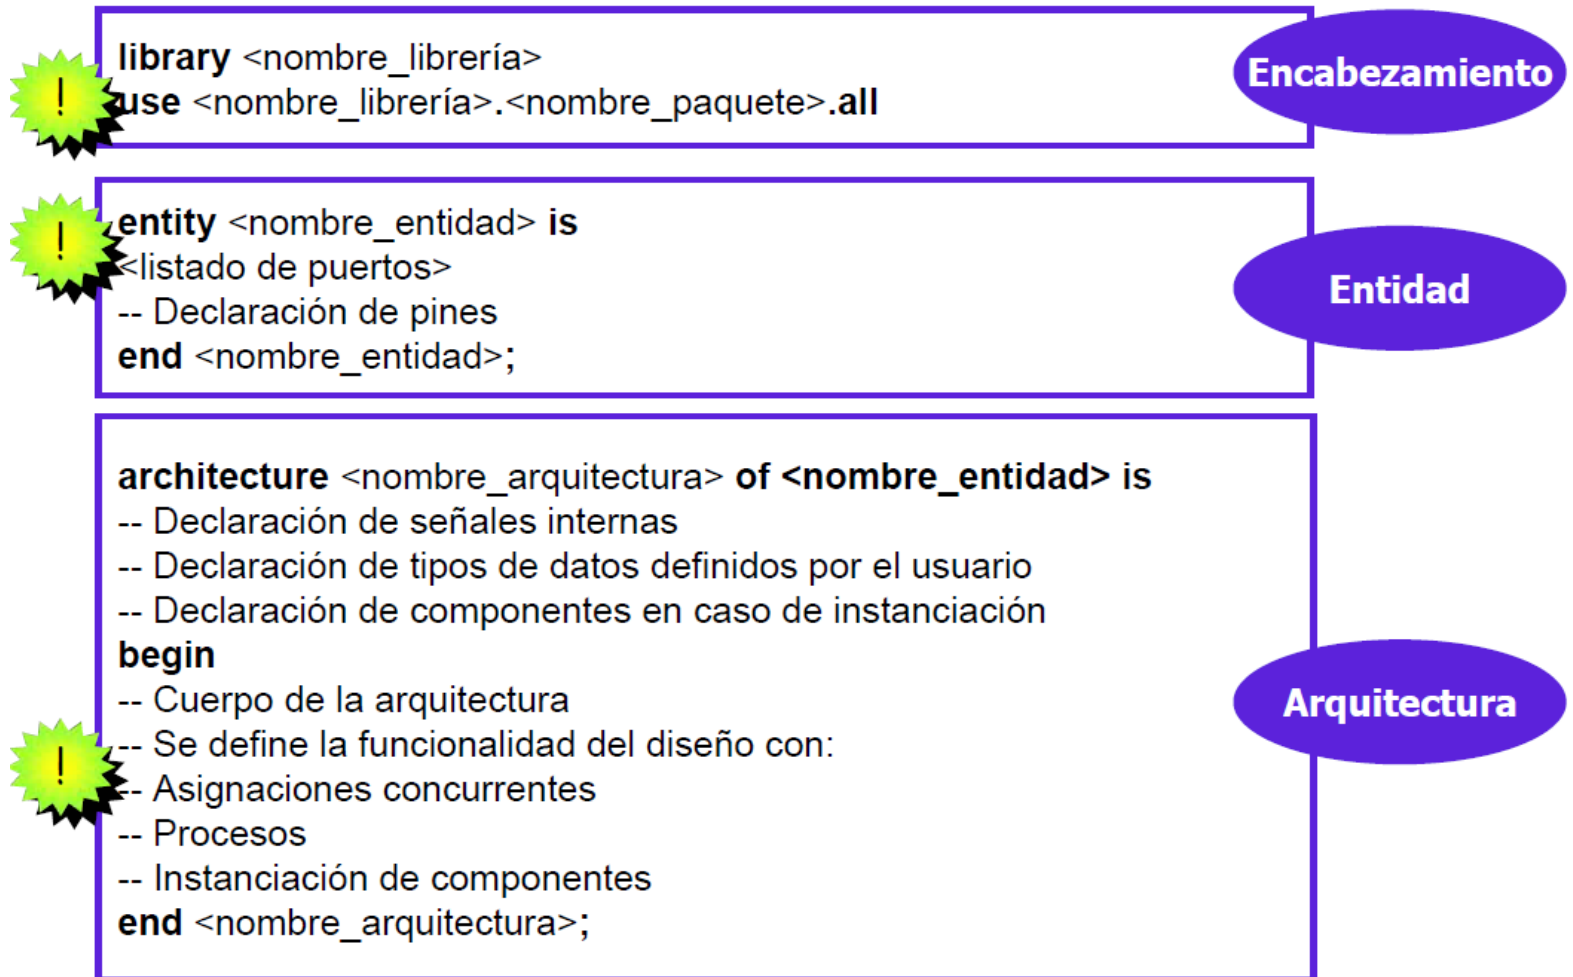 !
library <nombre_librería>
use <nombre_librería>.<nombre_paquete>.all
Encabezamiento
!
entity <nombre_entidad> is
<listado de puertos>
-- Declaración de pines
end <nombre_entidad>;
Entidad
architecture <nombre_arquitectura> of <nombre_entidad> is
-- Declaración de señales internas
-- Declaración de tipos de datos definidos por el usuario
-- Declaración de componentes en caso de instanciación
begin
-- Cuerpo de la arquitectura
-- Se define la funcionalidad del diseño con:
!
-- Asignaciones concurrentes
-- Procesos
-- Instanciación de componentes
end <nombre_arquitectura>;
Arquitectura